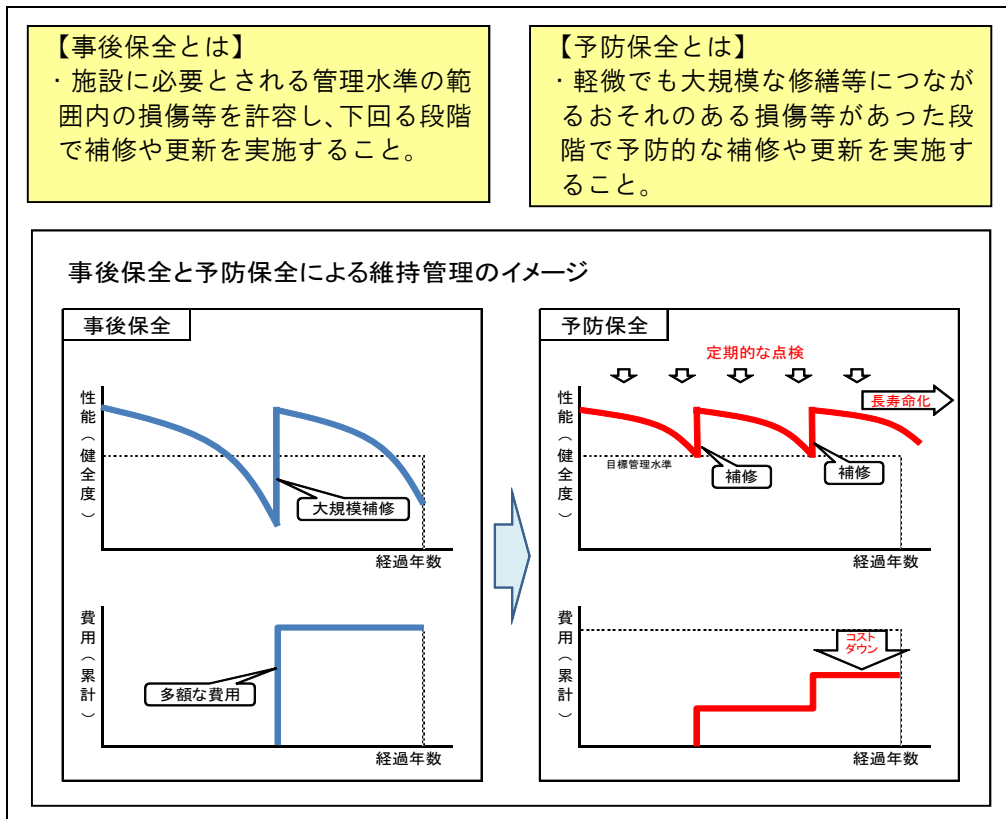 【事後保全とは】
・施設に必要とされる管理水準の範
囲内の損傷等を許容し、下回る段階
で補修や更新を実施すること。
【予防保全とは】
・軽微でも大規模な修繕等につなが
るおそれのある損傷等があった段
階で予防的な補修や更新を実施す
ること。
事後保全と予防保全による維持管理のイメージ
事後保全
性能（健全度）
大規模補修
経過年数
費用（累計）
多額な費用
経過年数
予防保全
定期的な点検
長寿命化
性能（健全度）
目標管理水準
補修
補修
経過年数
費用（累計）
コスト
ダウン
経過年数